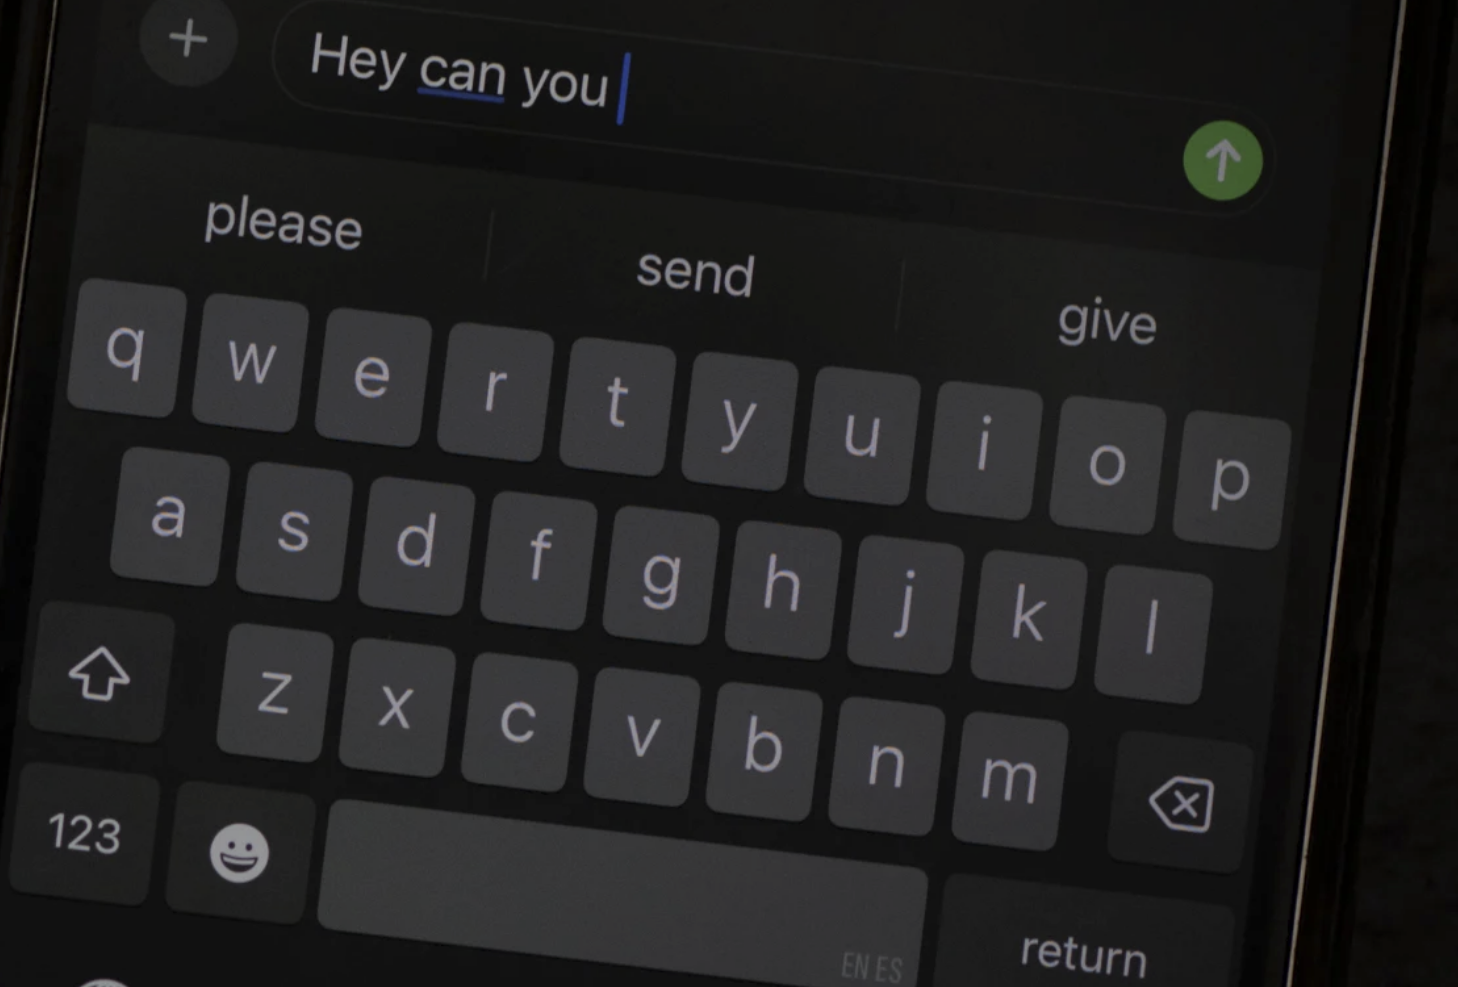 Hey can you
please send give
q w e r t y u i o p
a s d f g h j k l
z x c v b n m
123
EN ES
return